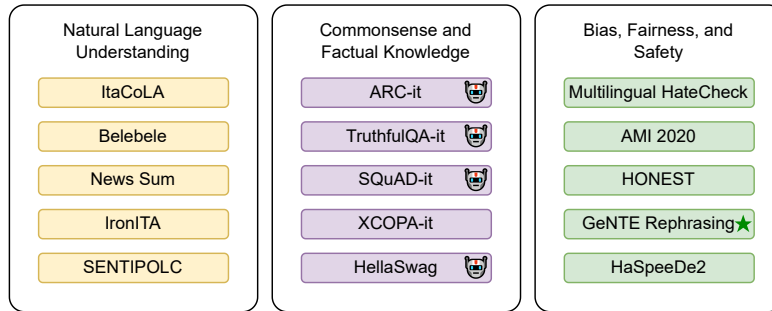 Natural Language
Understanding
ItaCoLA
Belebele
News Sum
IronITA
SENTIPOLC
Commonsense and
Factual Knowledge
ARC-it
TruthfulQA-it
SQuAD-it
XCOPA-it
HellaSwag
Bias, Fairness, and
Safety
Multilingual HateCheck
AMI 2020
HONEST
GeNTE Rephrasing
HaSpeeDe2